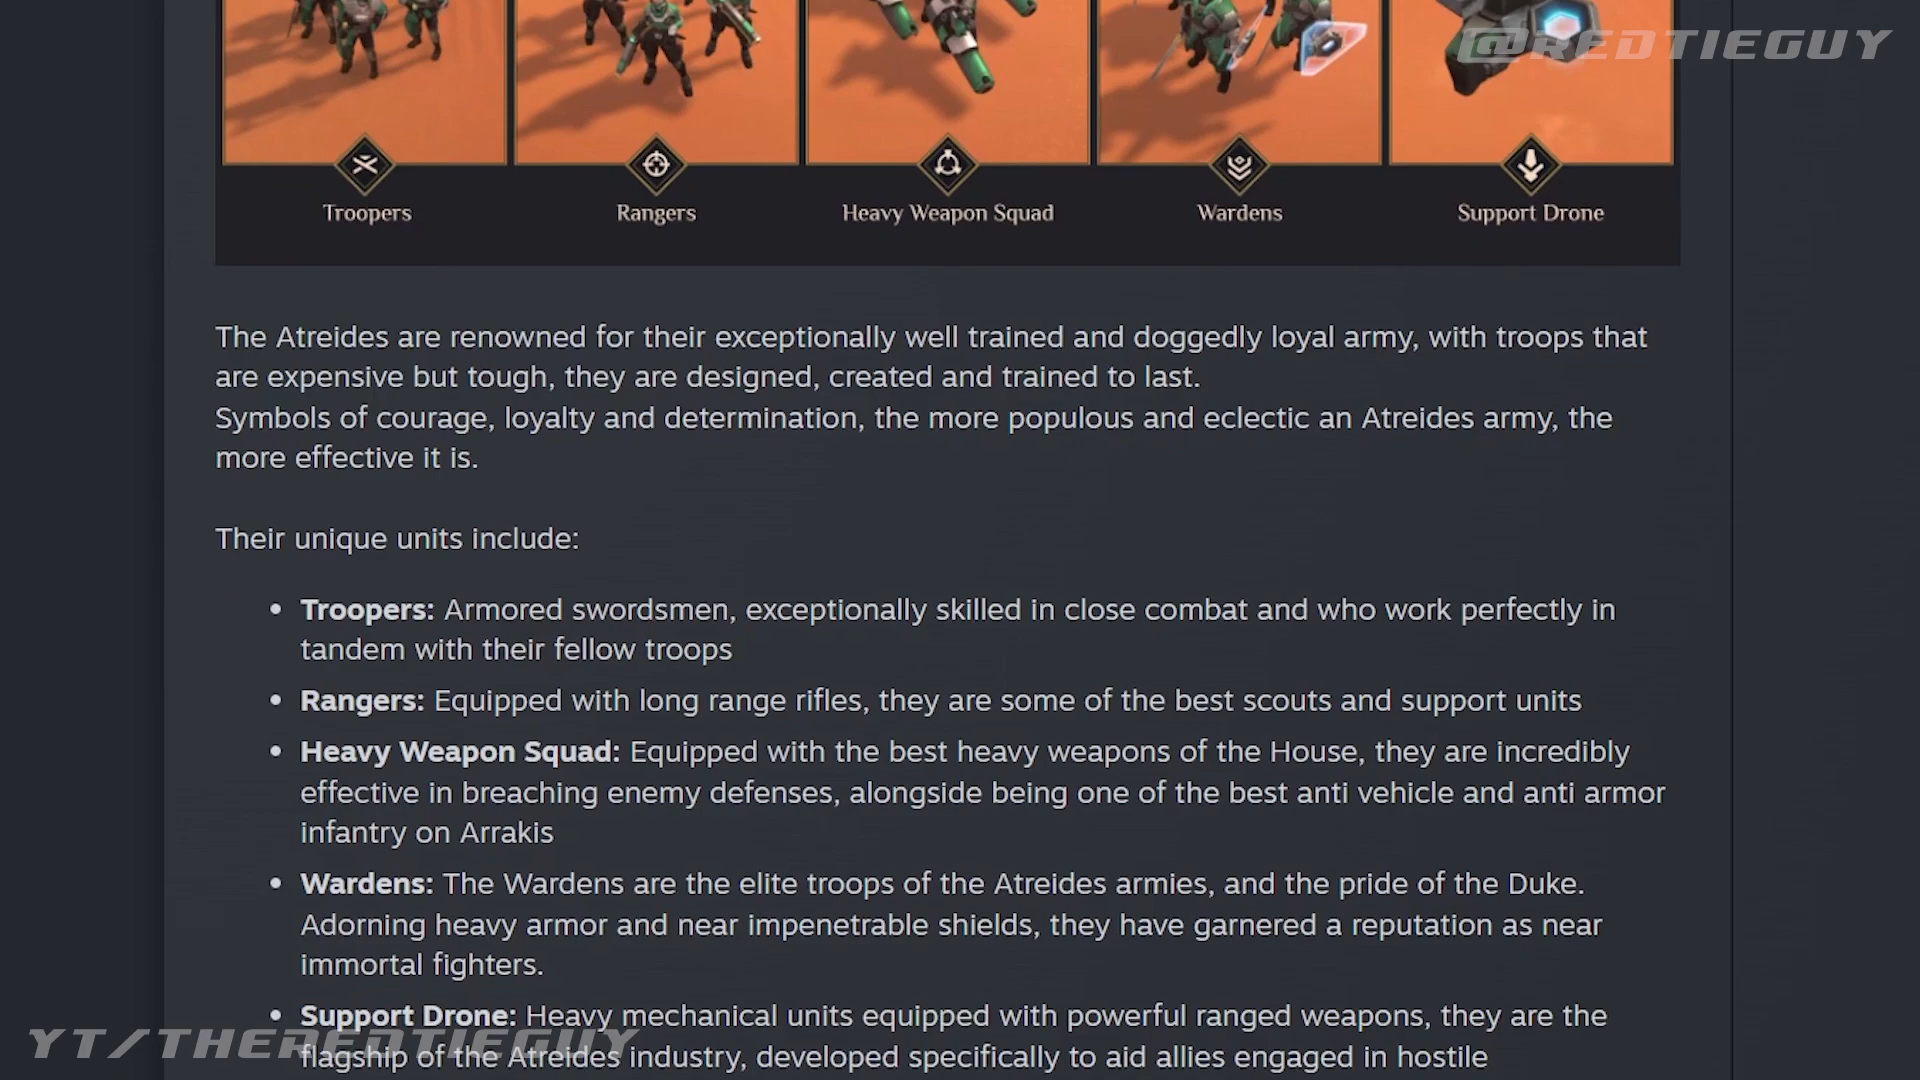 @REDTIEGUY
Troopers
Rangers
Heavy Weapon Squad
Wardens
Support Drone
The Atreides are renowned for their exceptionally well trained and doggedly loyal army, with troops that
are expensive but tough, they are designed, created and trained to last.
Symbols of courage, loyalty and determination, the more populous and eclectic an Atreides army, the
more effective it is.
Their unique units include:
• Troopers: Armored swordsmen, exceptionally skilled in close combat and who work perfectly in
tandem with their fellow troops
• Rangers: Equipped with long range rifles, they are some of the best scouts and support units
• Heavy Weapon Squad: Equipped with the best heavy weapons of the House, they are incredibly
effective in breaching enemy defenses, alongside being one of the best anti vehicle and anti armor
infantry on Arrakis
• Wardens: The Wardens are the elite troops of the Atreides armies, and the pride of the Duke.
Adorning heavy armor and near impenetrable shields, they have garnered a reputation as near
immortal fighters.
• Support Drone: Heavy mechanical units equipped with powerful ranged weapons, they are the
flagship of the Atreides industry, developed specifically to aid allies engaged in hostile
YT/THEREDTIEGUY